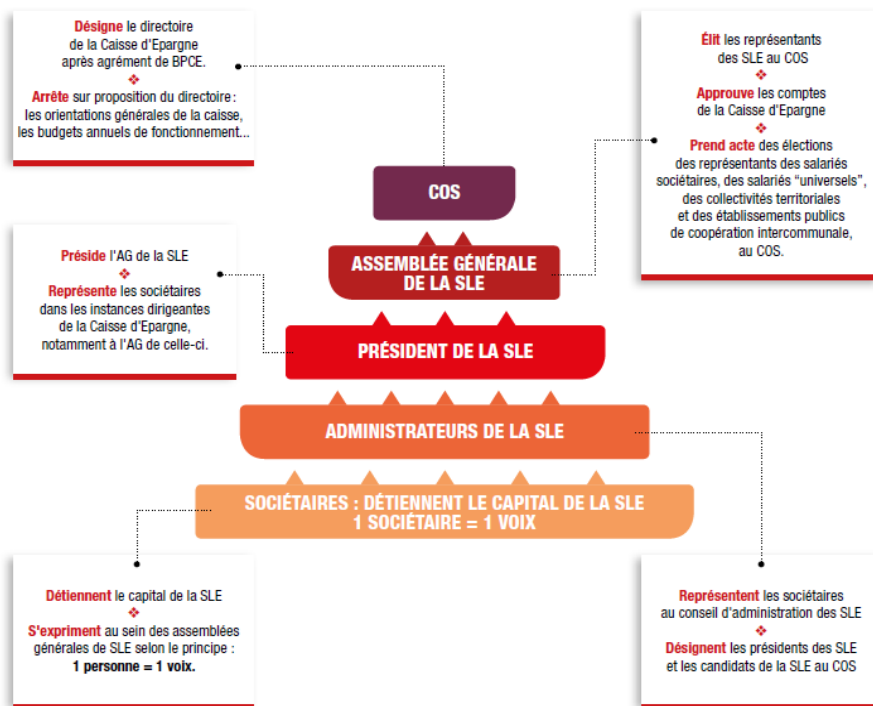 Désigne le directoire
de la Caisse d'Epargne
après agrément de BPCE.
❖
Arrête sur proposition du directoire :
les orientations générales de la caisse,
les budgets annuels de fonctionnement...
Élit les représentants
des SLE au COS
❖
Approuve les comptes
de la Caisse d'Epargne
❖
Prend acte des élections
des représentants des salariés
sociétaires, des salariés “universels”,
des collectivités territoriales
et des établissements publics
de coopération intercommunale,
au COS.
COS
ASSEMBLÉE GÉNÉRALE
DE LA SLE
Préside l'AG de la SLE
❖
Représente les sociétaires
dans les instances dirigeantes
de la Caisse d'Epargne,
notamment à l'AG de celle-ci.
PRÉSIDENT DE LA SLE
ADMINISTRATEURS DE LA SLE
SOCIÉTAIRES : DÉTIENNENT LE CAPITAL DE LA SLE
1 SOCIÉTAIRE = 1 VOIX
Détiennent le capital de la SLE
❖
S'expriment au sein des assemblées
générales de SLE selon le principe :
1 personne = 1 voix.
Représentent les sociétaires
au conseil d'administration des SLE
❖
Désignent les présidents des SLE
et les candidats de la SLE au COS